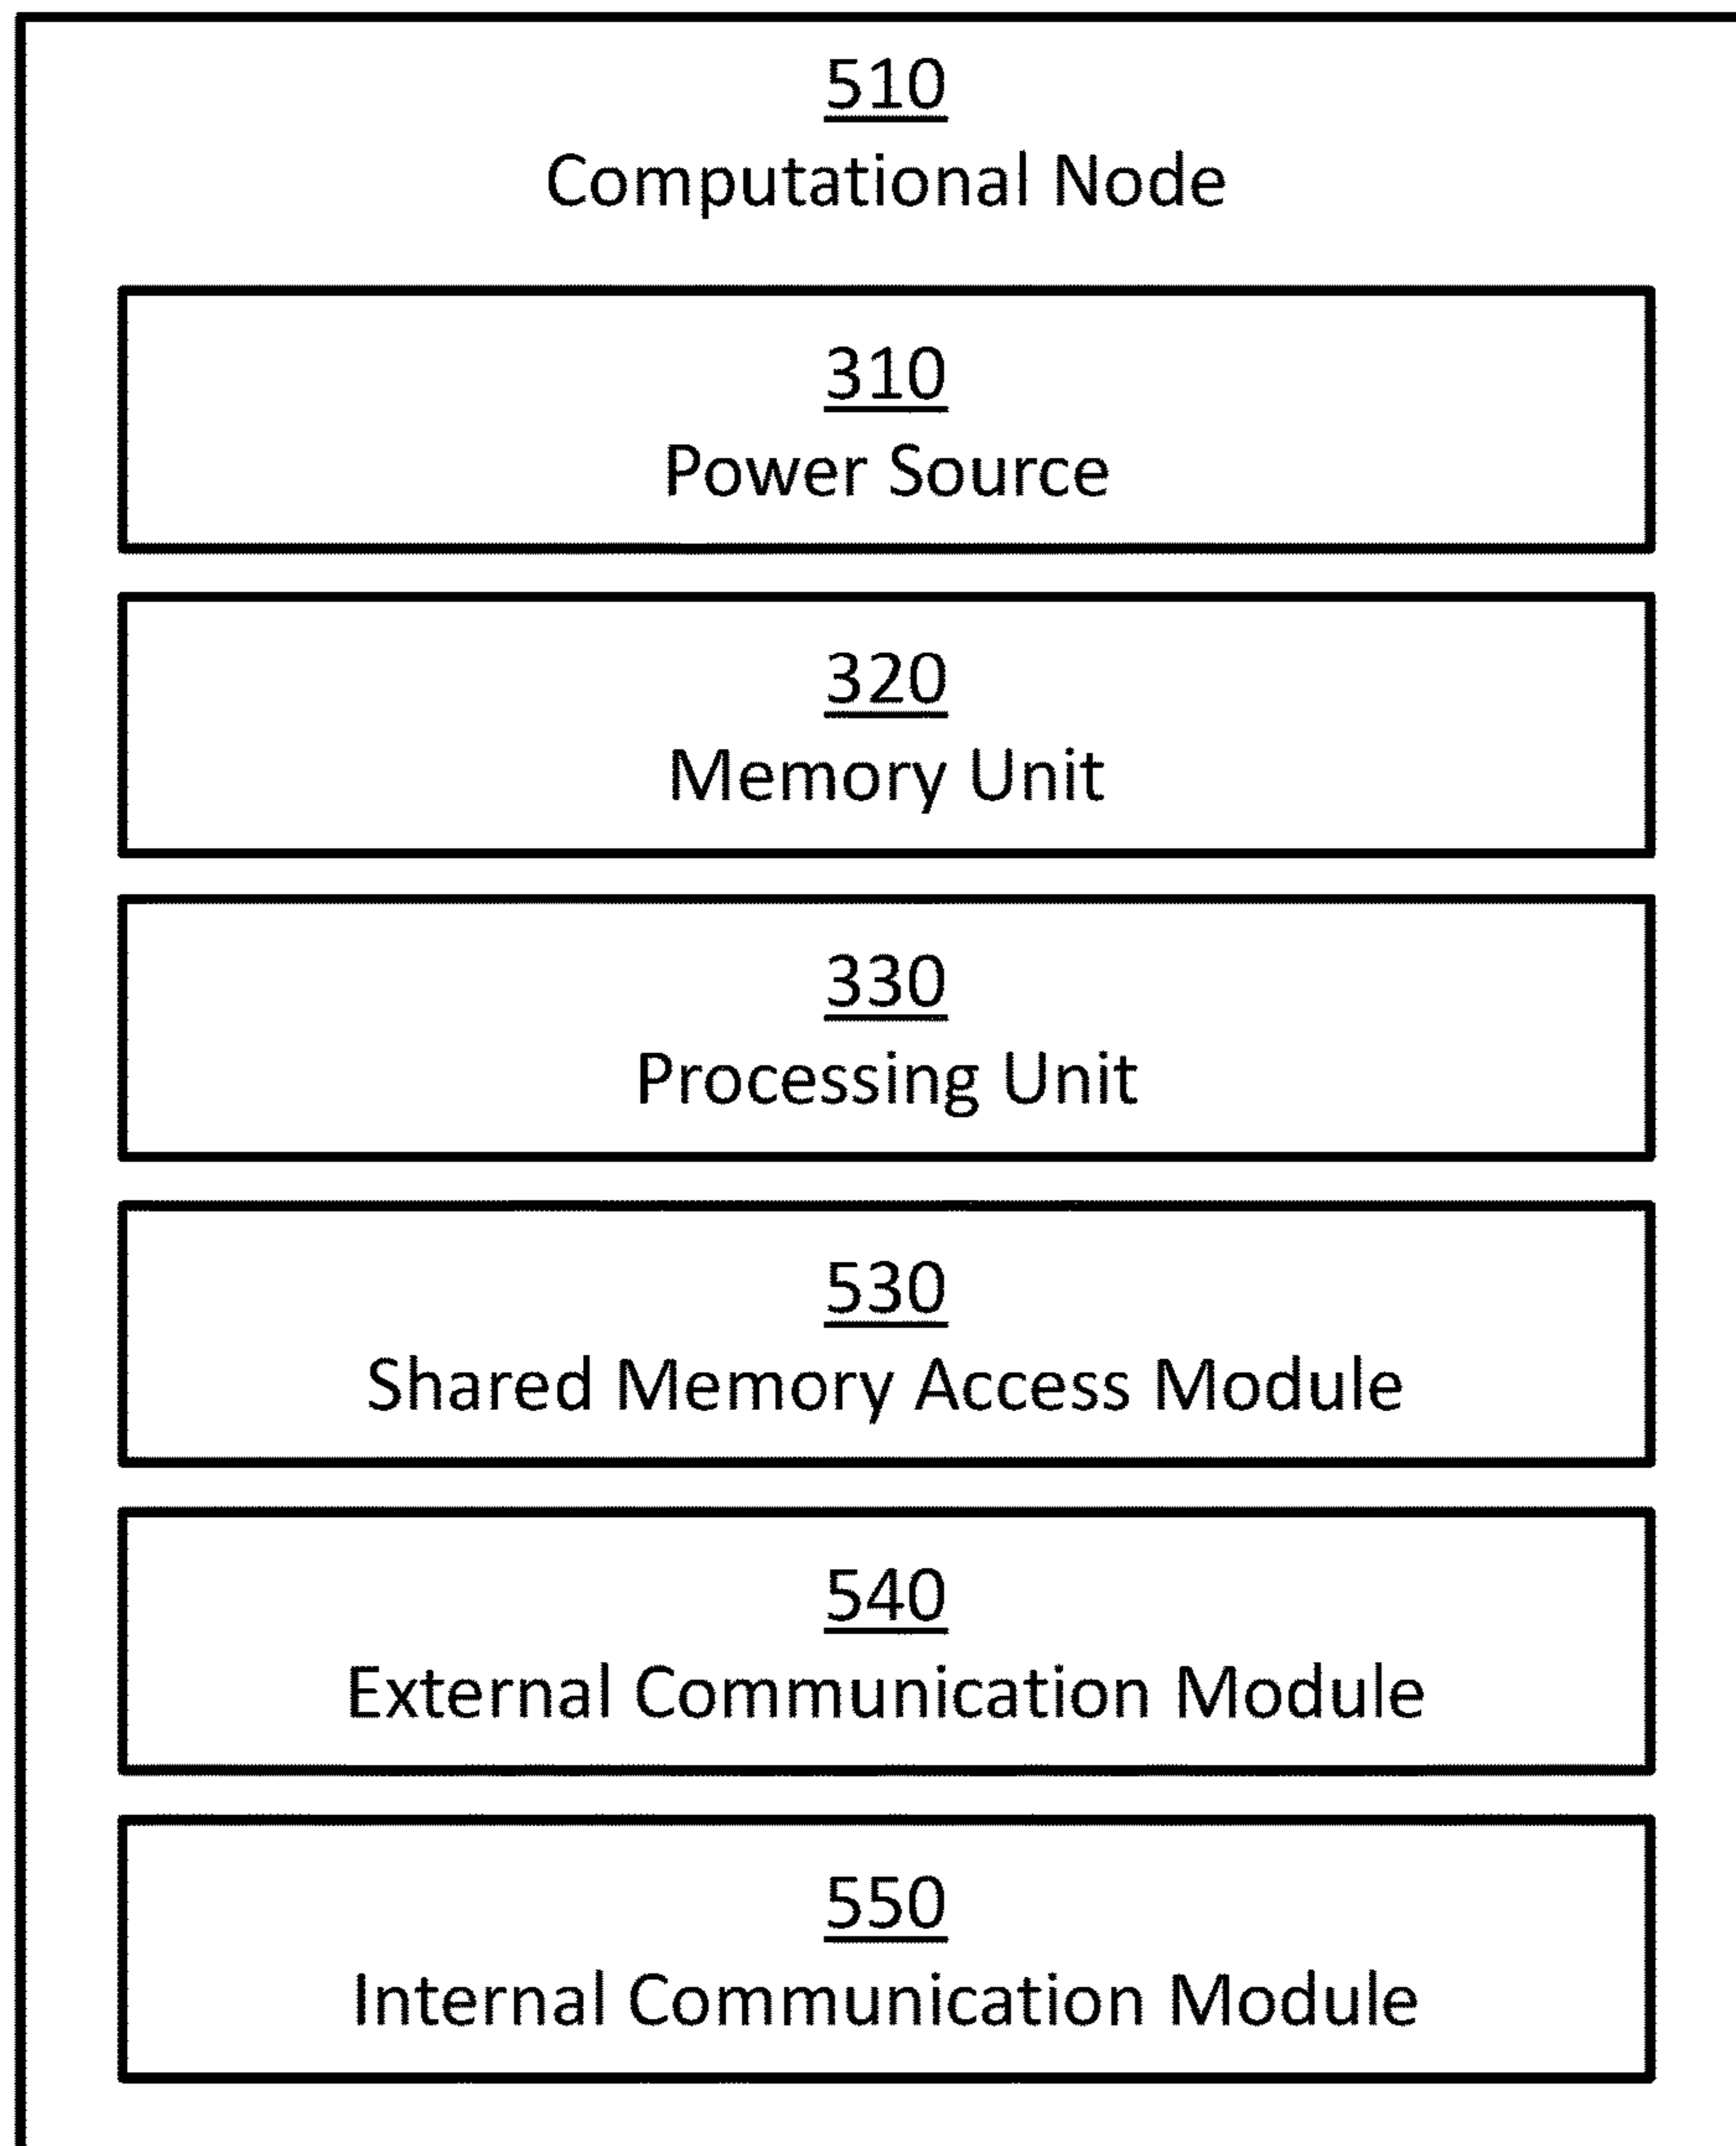 510
Computational Node
310
Power Source
320
Memory Unit
330
Processing Unit
530
Shared Memory Access Module
540
External Communication Module
550
Internal Communication Module